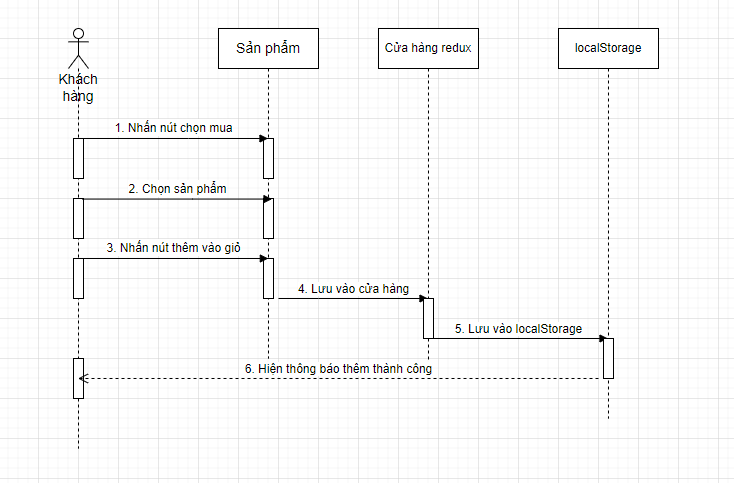 Khách
hàng
Sản phẩm
Cửa hàng redux
localStorage
1. Nhấn nút chọn mua
2. Chọn sản phẩm
3. Nhấn nút thêm vào giỏ
4. Lưu vào cửa hàng
5. Lưu vào localStorage
6. Hiện thông báo thêm thành công